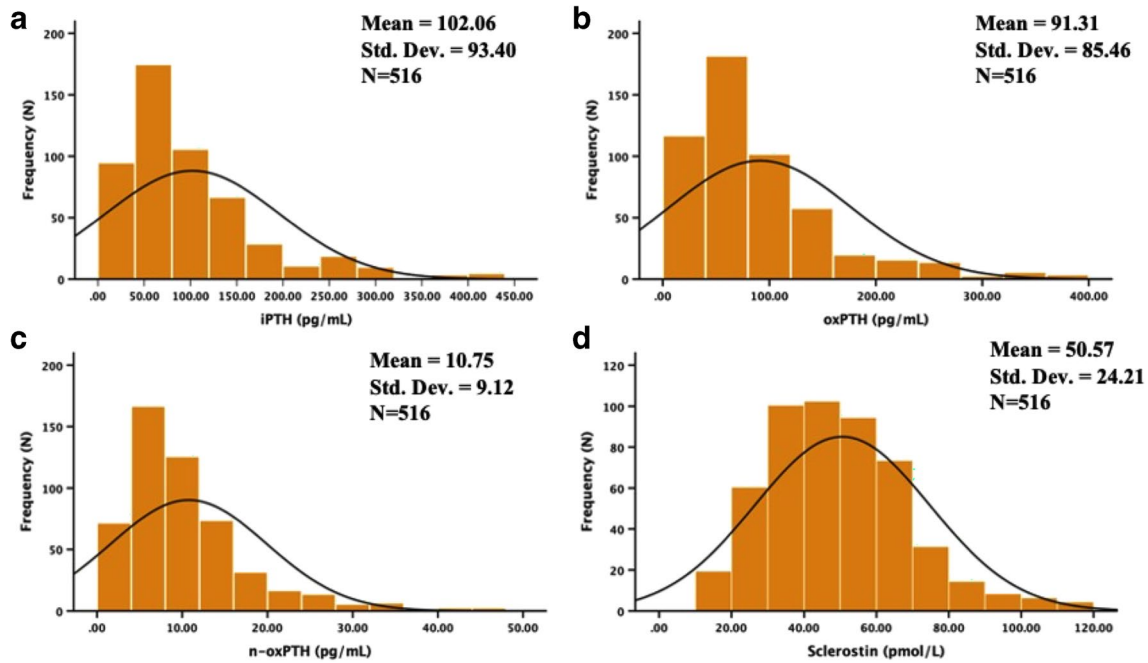 a
Mean = 102.06
Std. Dev. = 93.40
N=516
Frequency (N)
200
150
100
50
0
.00 50.00 100.00 150.00 200.00 250.00 300.00 350.00 400.00 450.00
iPTH (pg/mL)
b
Mean = 91.31
Std. Dev. = 85.46
N=516
Frequency (N)
200
150
100
50
0
.00 100.00 200.00 300.00 400.00
oxPTH (pg/mL)
c
Mean = 10.75
Std. Dev. = 9.12
N=516
Frequency (N)
200
150
100
50
0
.00 10.00 20.00 30.00 40.00 50.00
n-oxPTH (pg/mL)
d
Mean = 50.57
Std. Dev. = 24.21
N=516
Frequency (N)
120
100
80
60
40
20
0
.00 20.00 40.00 60.00 80.00 100.00 120.00
Sclerostin (pmol/L)